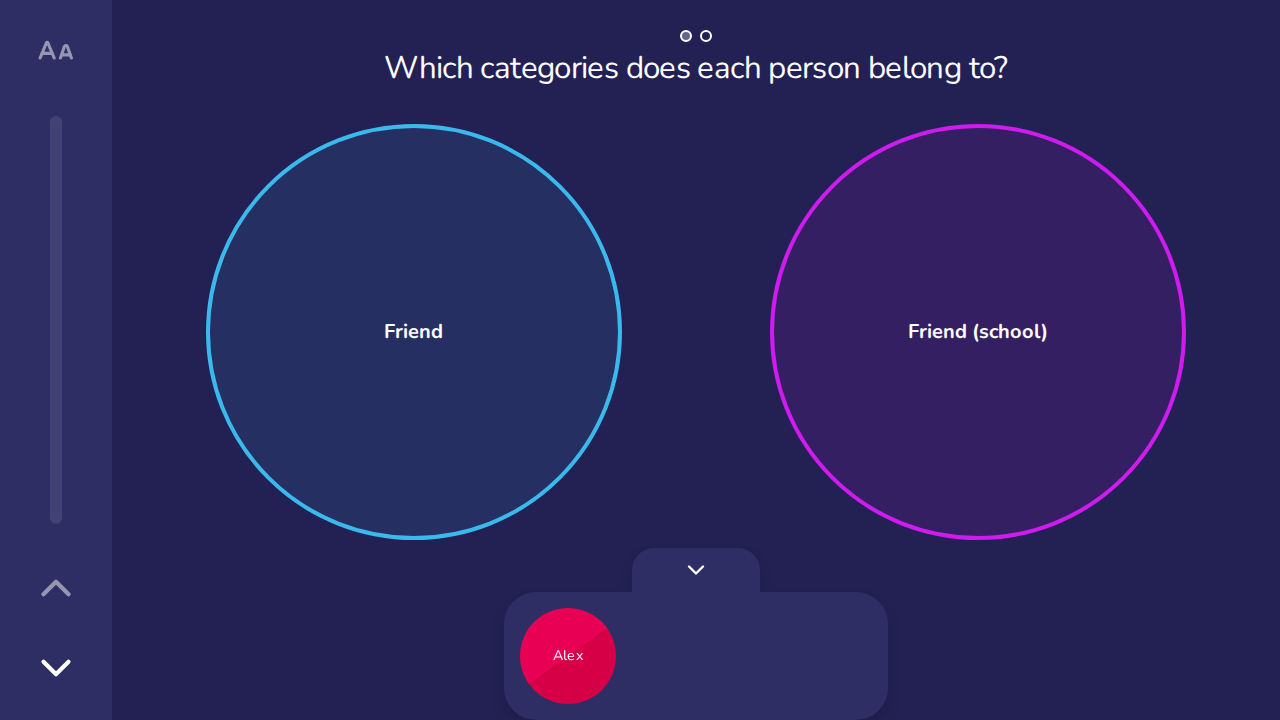 AA
Which categories does each person belong to?
Friend
Friend (school)
Alex